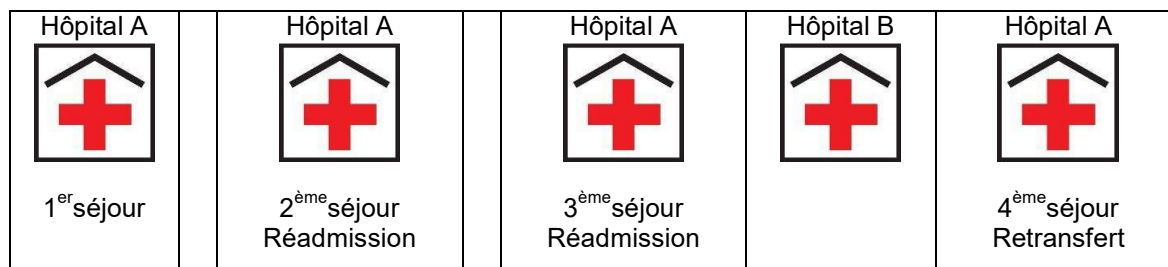 Hôpital A
Hôpital A
Hôpital A
Hôpital B
Hôpital A
1er séjour
2ème séjour
Réadmission
3ème séjour
Réadmission
4ème séjour
Retransfert